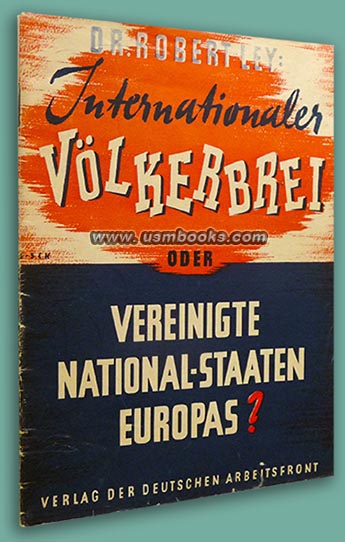 DR. ROBERT LEY:
Internationaler
VÖLKERBREI
www.usmbooks.com
ODER
VEREINIGTE
NATIONAL-STAATEN
EUROPAS?
VERLAG DER DEUTSCHEN ARBEITSFRONT